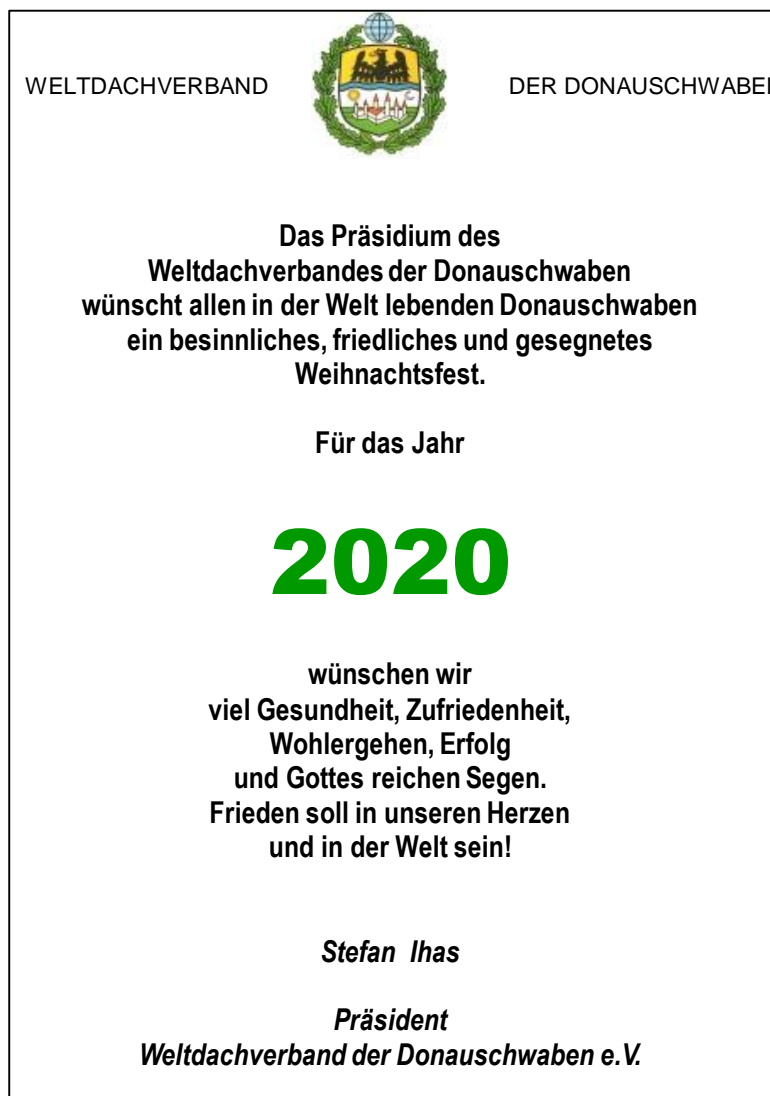 WELTDACHVERBAND DER DONAUSCHWABEN
Das Präsidium des
Weltdachverbandes der Donauschwaben
wünscht allen in der Welt lebenden Donauschwaben
ein besinnliches, friedliches und gesegnetes
Weihnachtsfest.
Für das Jahr
2020
wünschen wir
viel Gesundheit, Zufriedenheit,
Wohlergehen, Erfolg
und Gottes reichen Segen.
Frieden soll in unseren Herzen
und in der Welt sein!
Stefan Ihas
Präsident
Weltdachverband der Donauschwaben e.V.